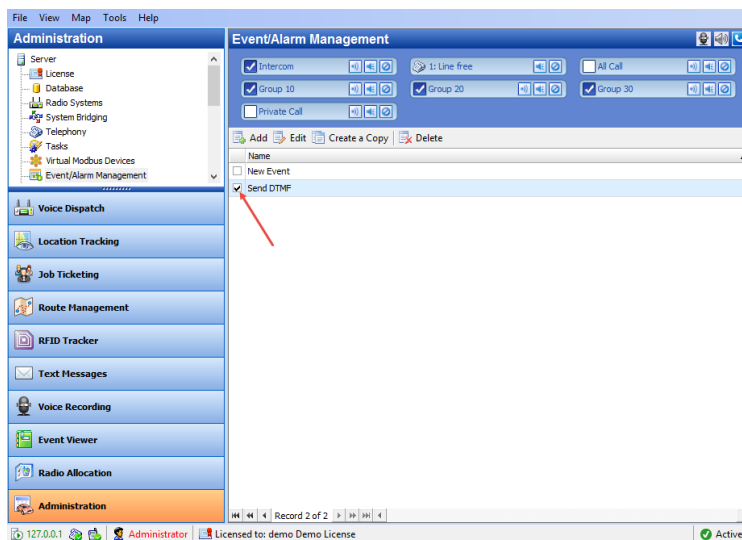 File View Map Tools Help
Administration
Server
License
Database
Radio Systems
System Bridging
Telephony
Tasks
Virtual Modbus Devices
Event/Alarm Management
Voice Dispatch
Location Tracking
Job Ticketing
Route Management
RFID Tracker
Text Messages
Voice Recording
Event Viewer
Radio Allocation
Administration
Event/Alarm Management
Intercom 1: Line free All Call
Group 10 Group 20 Group 30
Private Call
Add Edit Create a Copy Delete
Name
New Event
Send DTMF
Record 2 of 2
127.0.0.1 Administrator Licensed to: demo Demo License Active